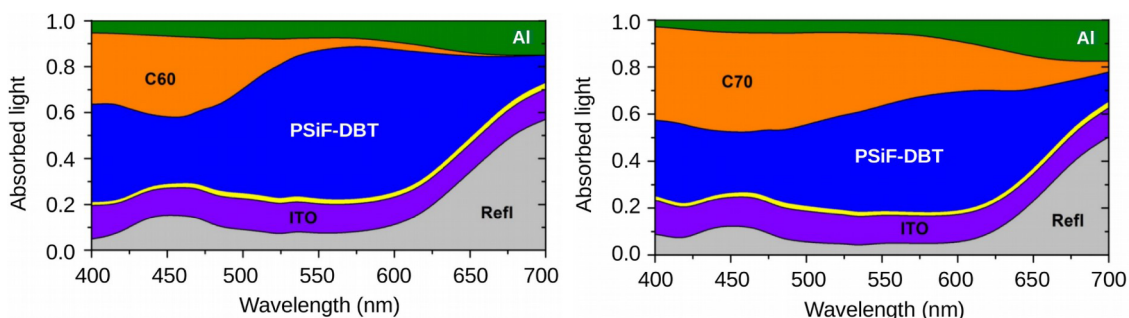 1.0
0.8
0.6
0.4
0.2
0.0
Absorbed light
Al
C60
PSiF-DBT
ITO
Refl
400 450 500 550 600 650 700
Wavelength (nm)
1.0
0.8
0.6
0.4
0.2
0.0
Absorbed light
Al
C70
PSiF-DBT
ITO
Refl
400 450 500 550 600 650 700
Wavelength (nm)